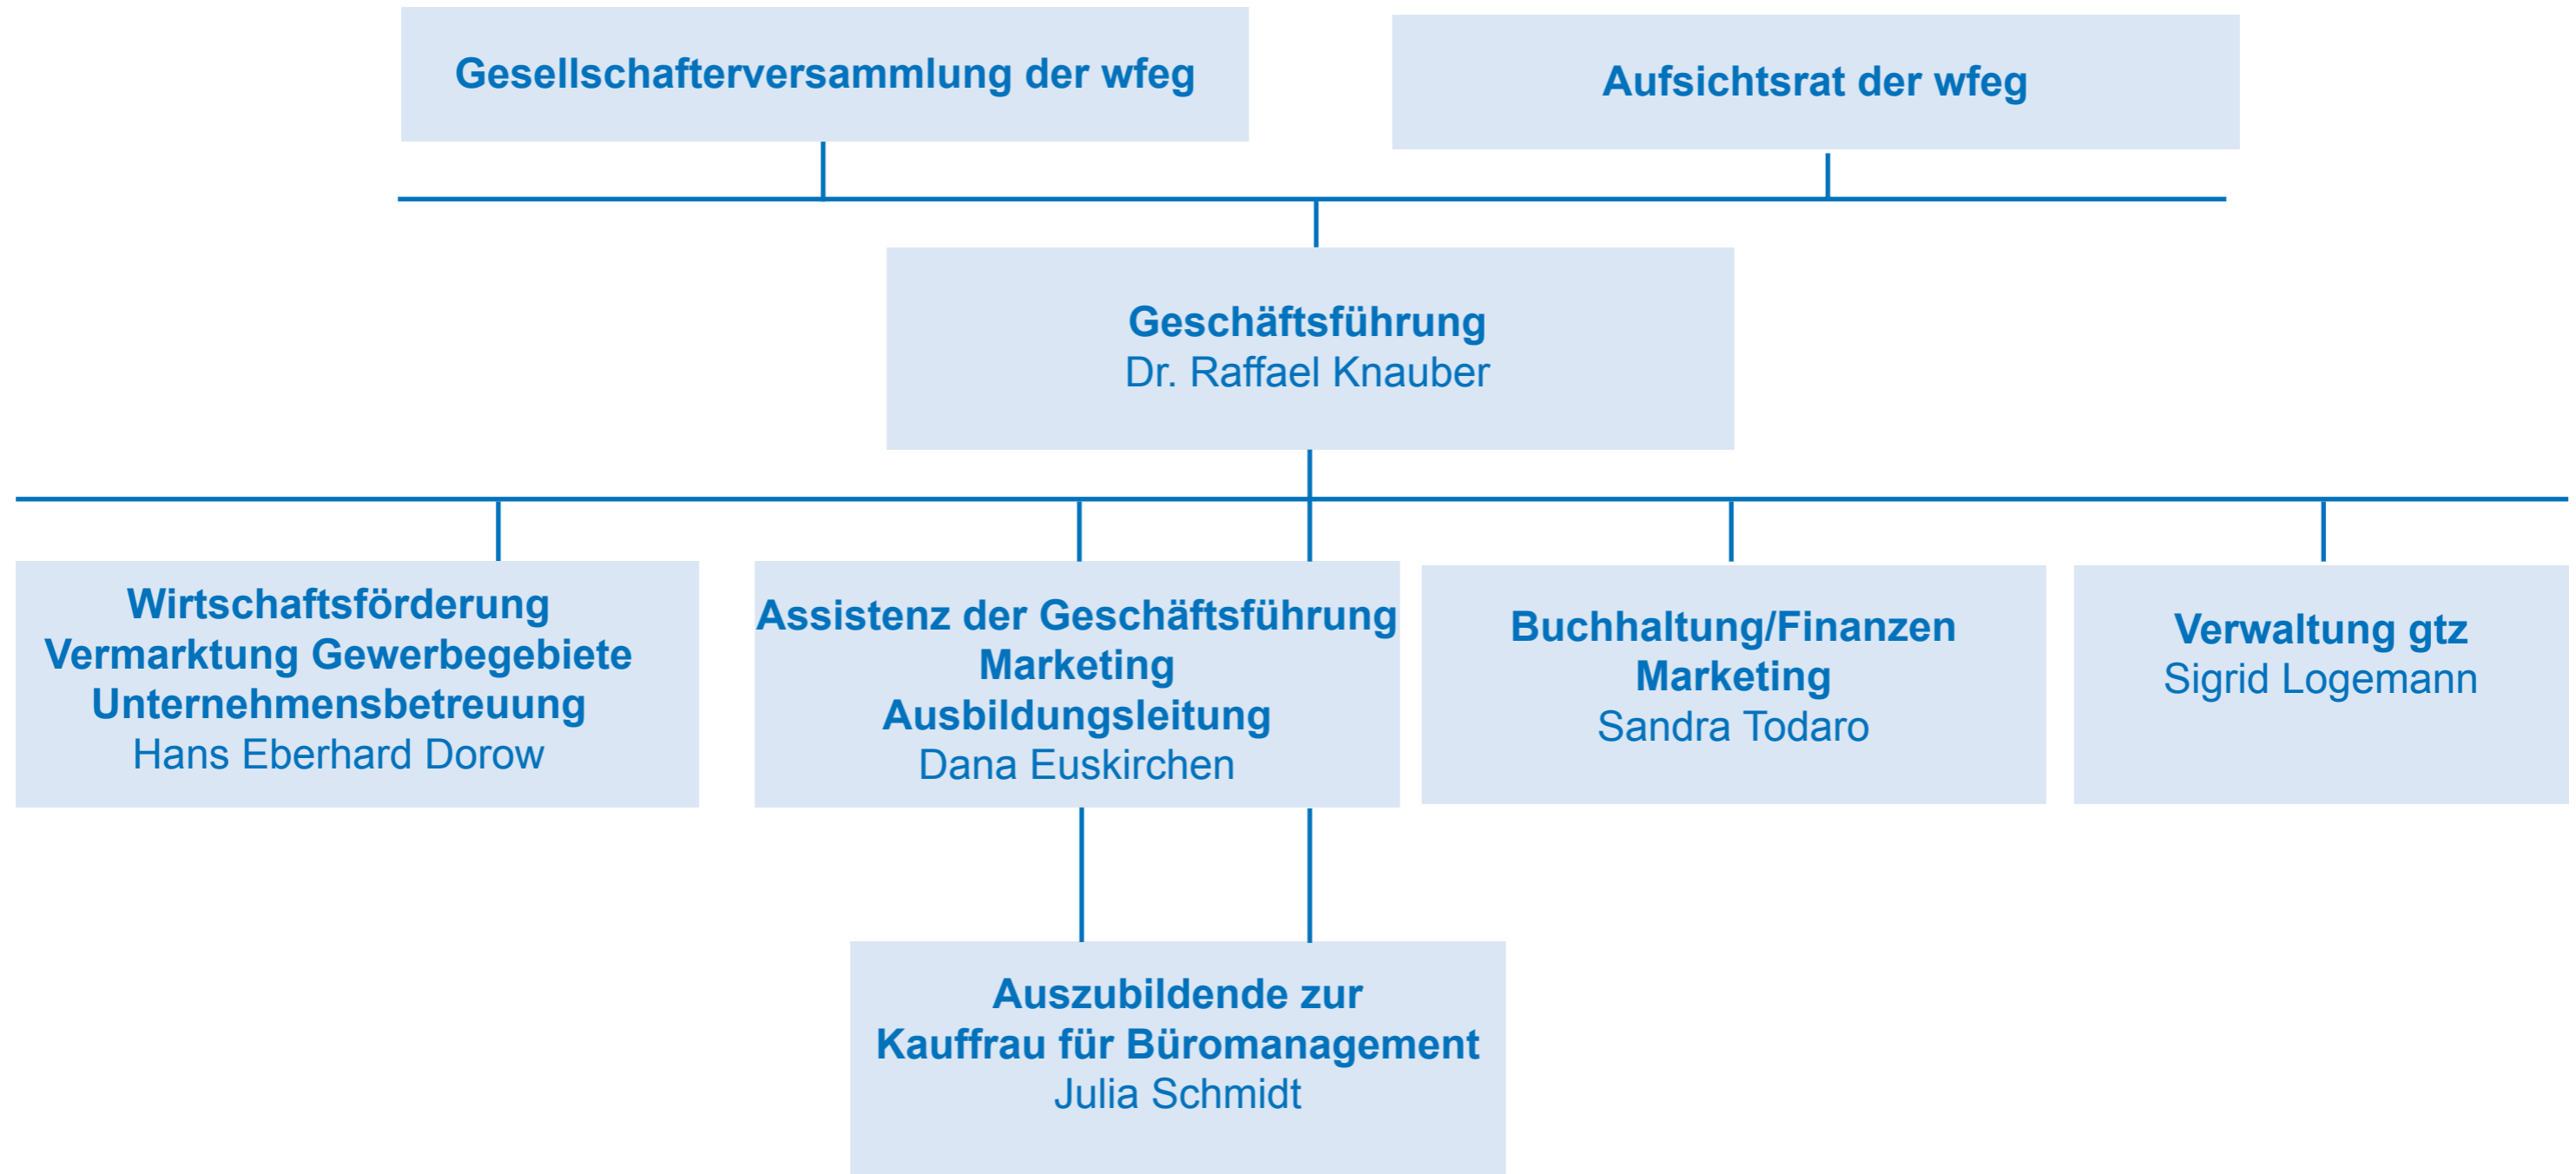 Gesellschafterversammlung der wfeg
Aufsichtsrat der wfeg
Geschäftsführung
Dr. Raffael Knauber
Wirtschaftsförderung
Vermarktung Gewerbegebiete
Unternehmensbetreuung
Hans Eberhard Dorow
Assistenz der Geschäftsführung
Marketing
Ausbildungsleitung
Dana Euskirchen
Buchhaltung/Finanzen
Marketing
Sandra Todaro
Verwaltung gtz
Sigrid Logemann
Auszubildende zur
Kauffrau für Büromanagement
Julia Schmidt